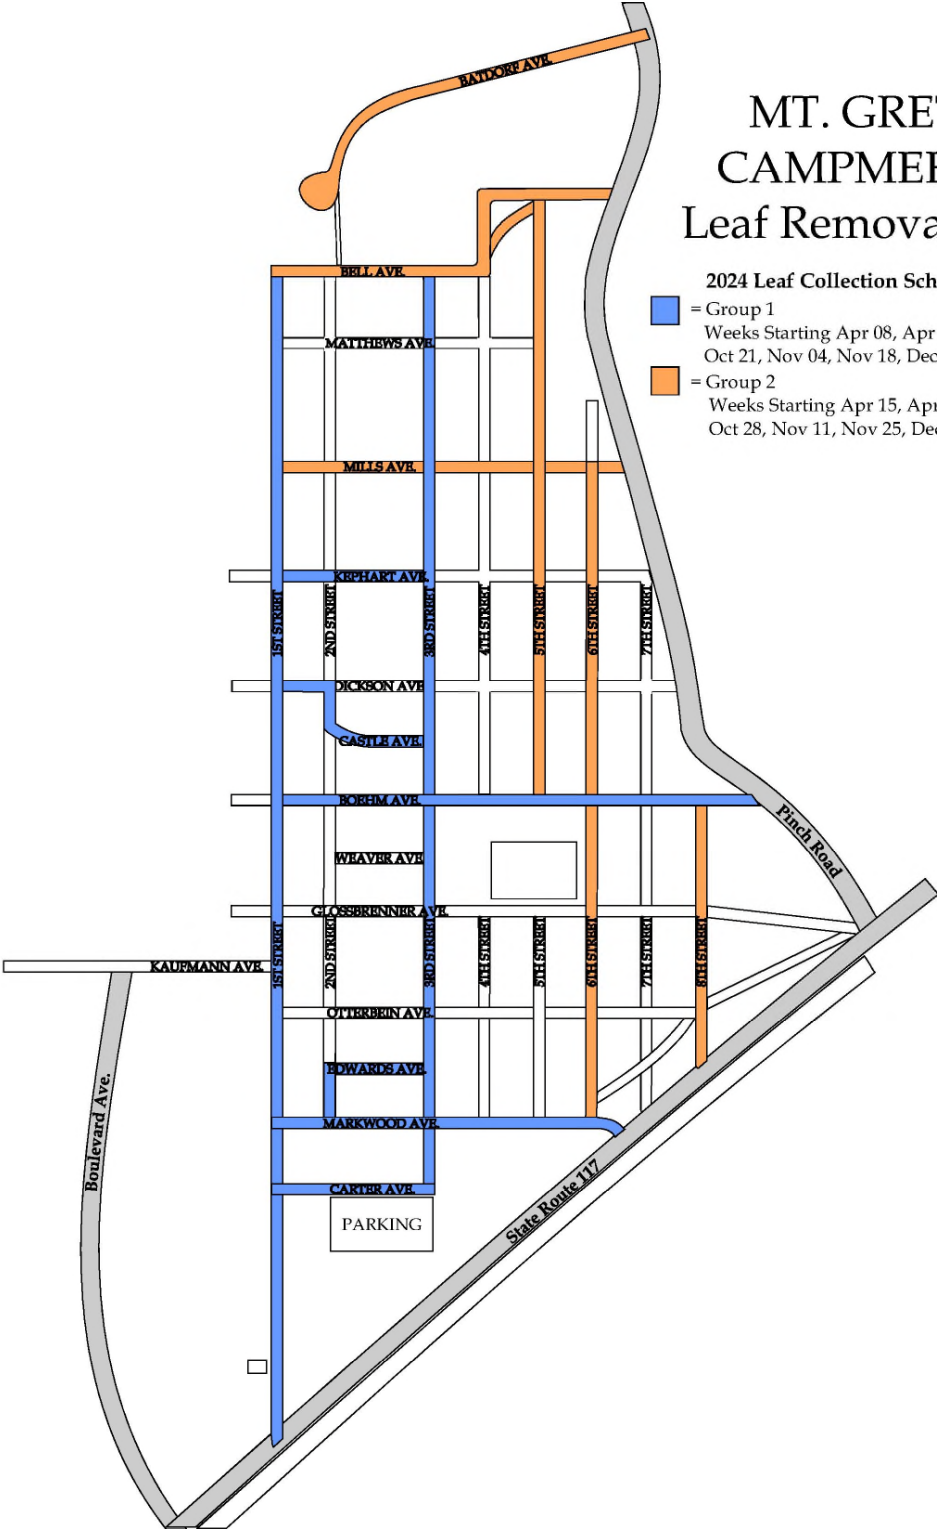 BATDORF AVE.
MT. GRE
CAMPMEE
Leaf Remova
2024 Leaf Collection Sch
= Group 1
Weeks Starting Apr 08, Apr
Oct 21, Nov 04, Nov 18, Dec
= Group 2
Weeks Starting Apr 15, Apr
Oct 28, Nov 11, Nov 25, De
BELL AVE.
MATTHEWS AVE.
MILLS AVE.
KEPHART AVE.
1ST STREET
2ND STREET
3RD STREET
4TH STREET
5TH STREET
6TH STREET
7TH STREET
DICKSON AVE
CASTLE AVE.
BOEHM AVE.
Pinch Road
WEAVER AVE
GLOSSBRENNER AVE.
1ST STREET
2ND STREET
3RD STREET
4TH STREET
5TH STREET
6TH STREET
7TH STREET
8TH STREET
KAUFMANN AVE.
OTTERBEIN AVE.
EDWARDS AVE.
Boulevard Ave.
MARKWOOD AVE.
State Route 117
CARTER AVE.
PARKING